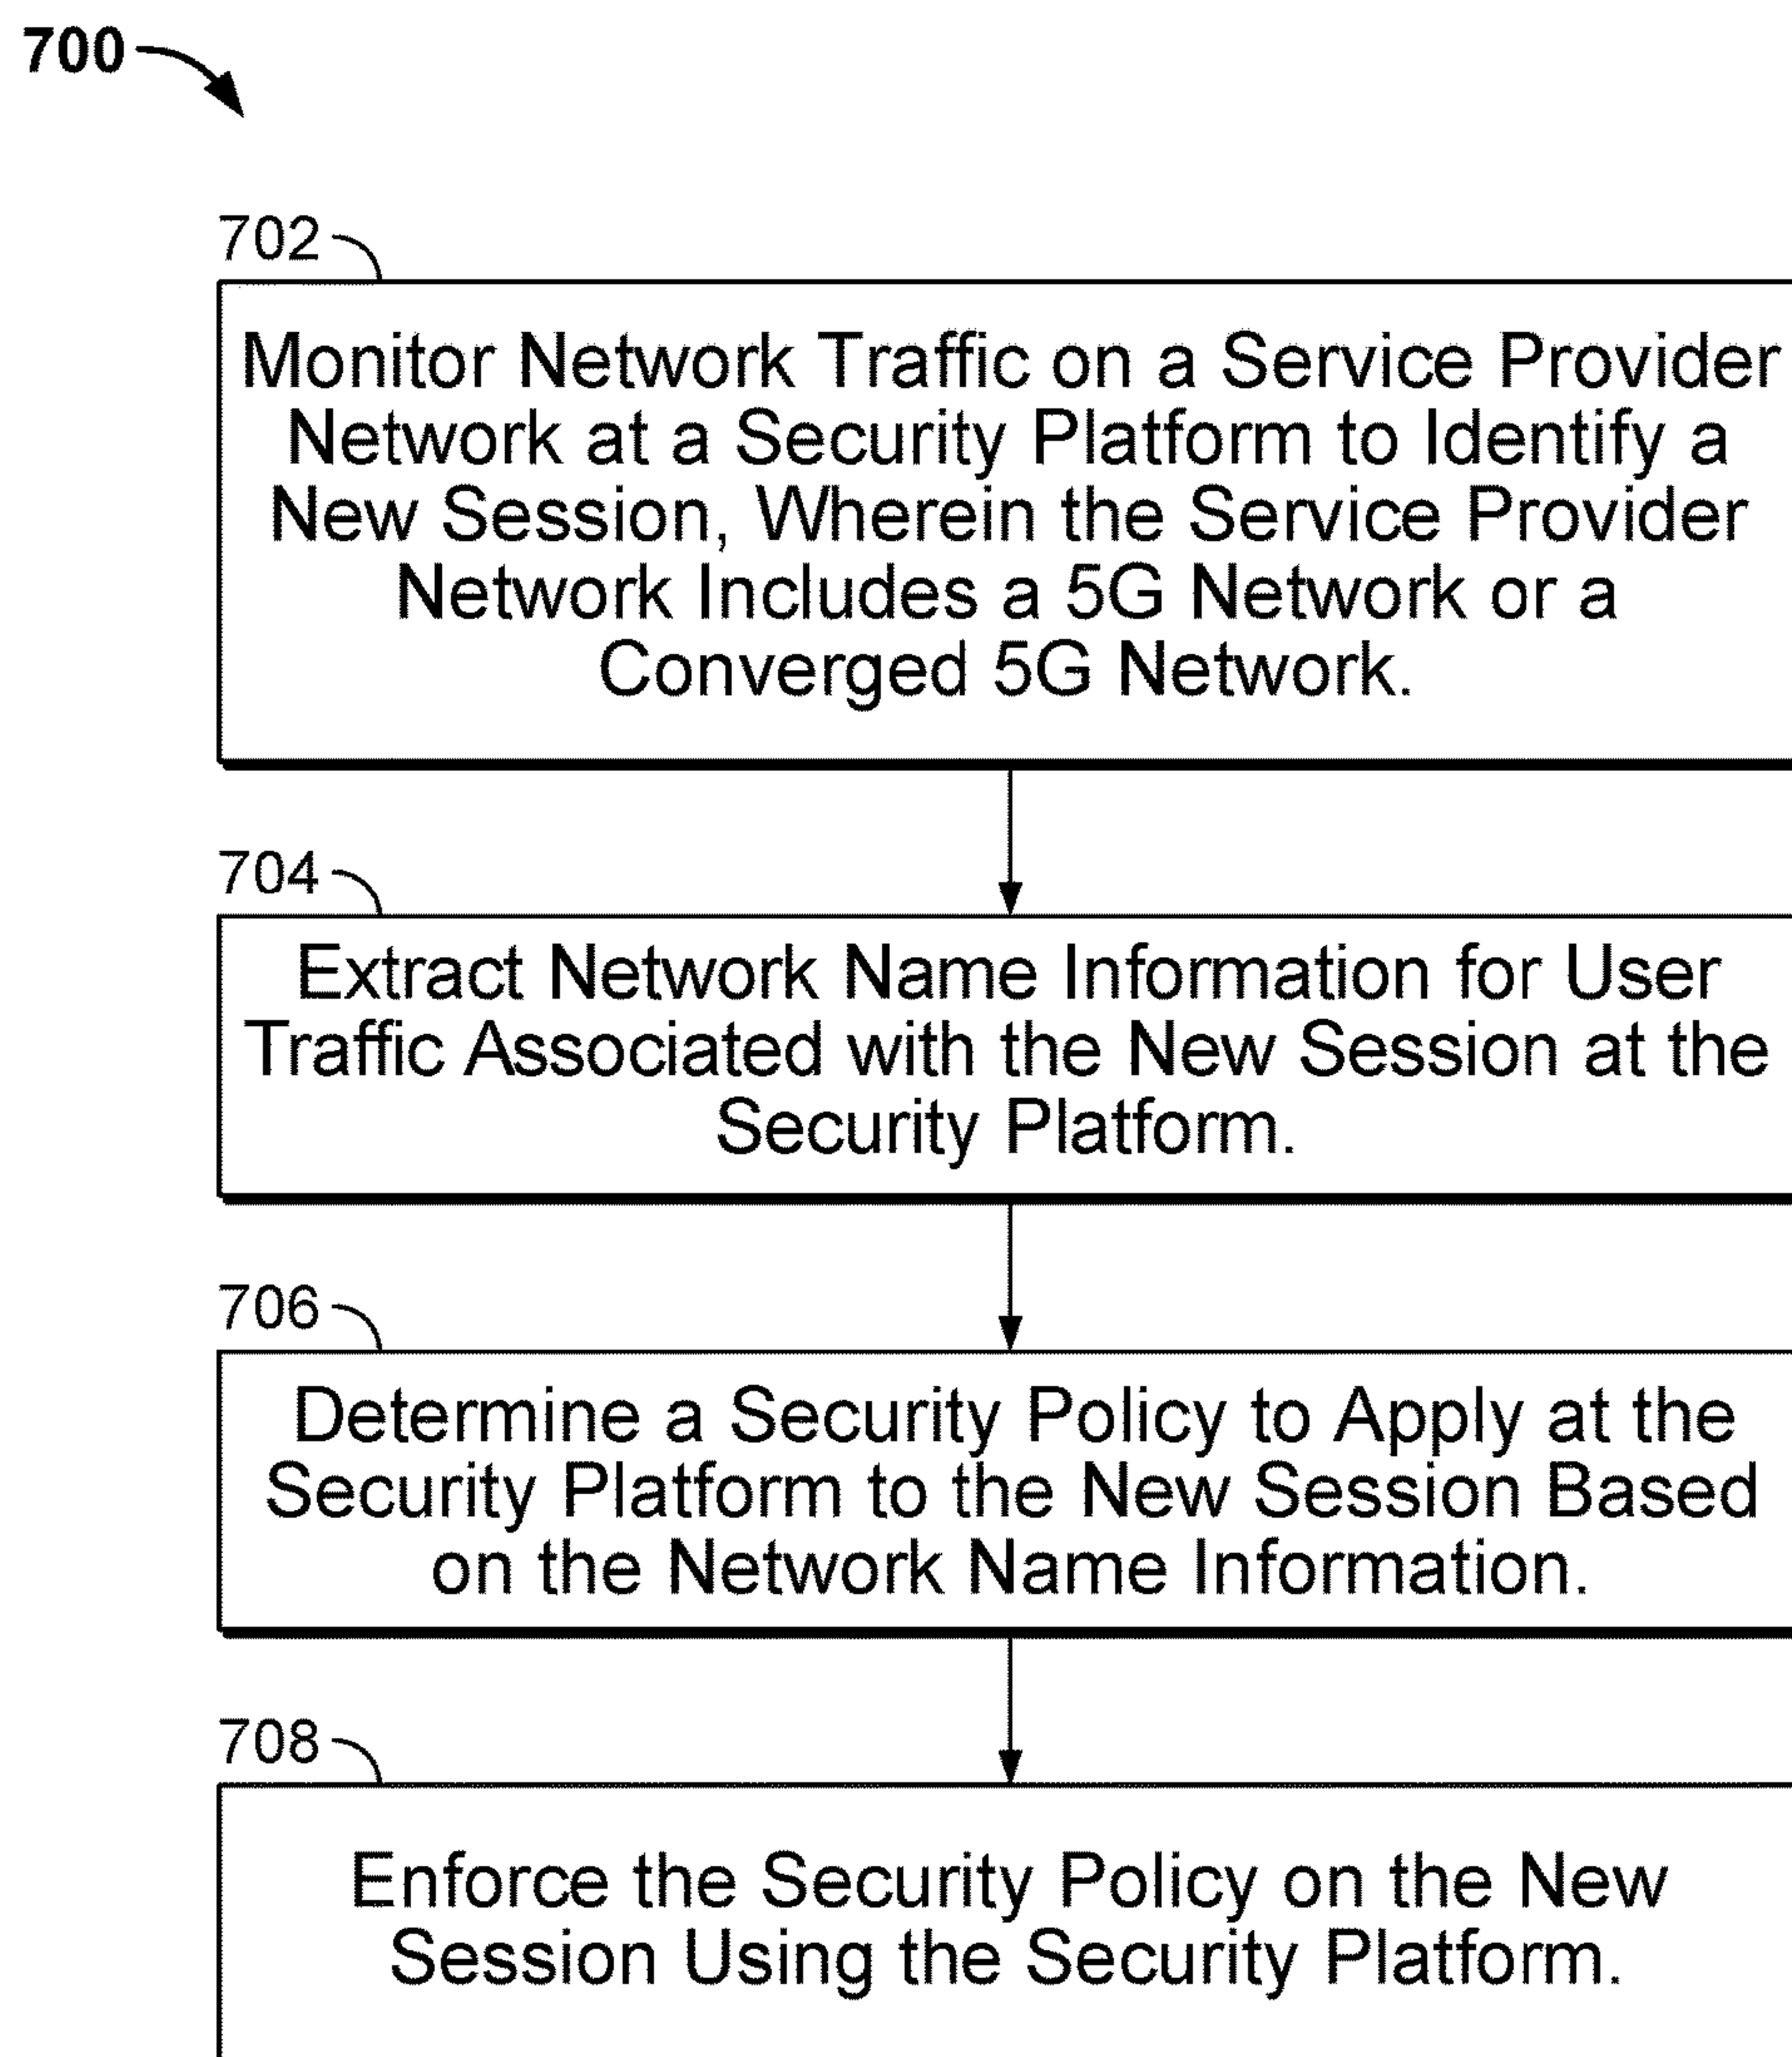 700
702
Monitor Network Traffic on a Service Provider
Network at a Security Platform to Identify a
New Session, Wherein the Service Provider
Network Includes a 5G Network or a
Converged 5G Network.
704
Extract Network Name Information for User
Traffic Associated with the New Session at the
Security Platform.
706
Determine a Security Policy to Apply at the
Security Platform to the New Session Based
on the Network Name Information.
708
Enforce the Security Policy on the New
Session Using the Security Platform.